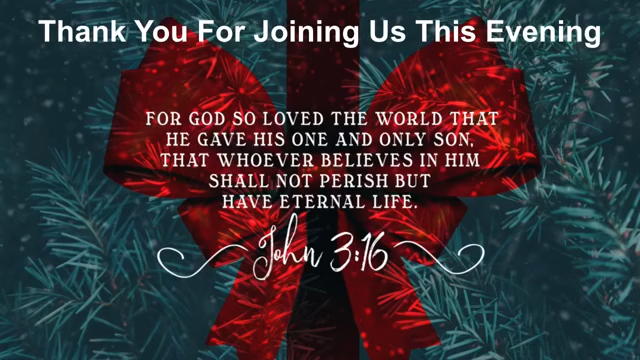 Thank You For Joining Us This Evening
FOR GOD SO LOVED THE WORLD THAT
HE GAVE HIS ONE AND ONLY SON,
THAT WHOEVER BELIEVES IN HIM
SHALL NOT PERISH BUT
HAVE ETERNAL LIFE.
John 3:16